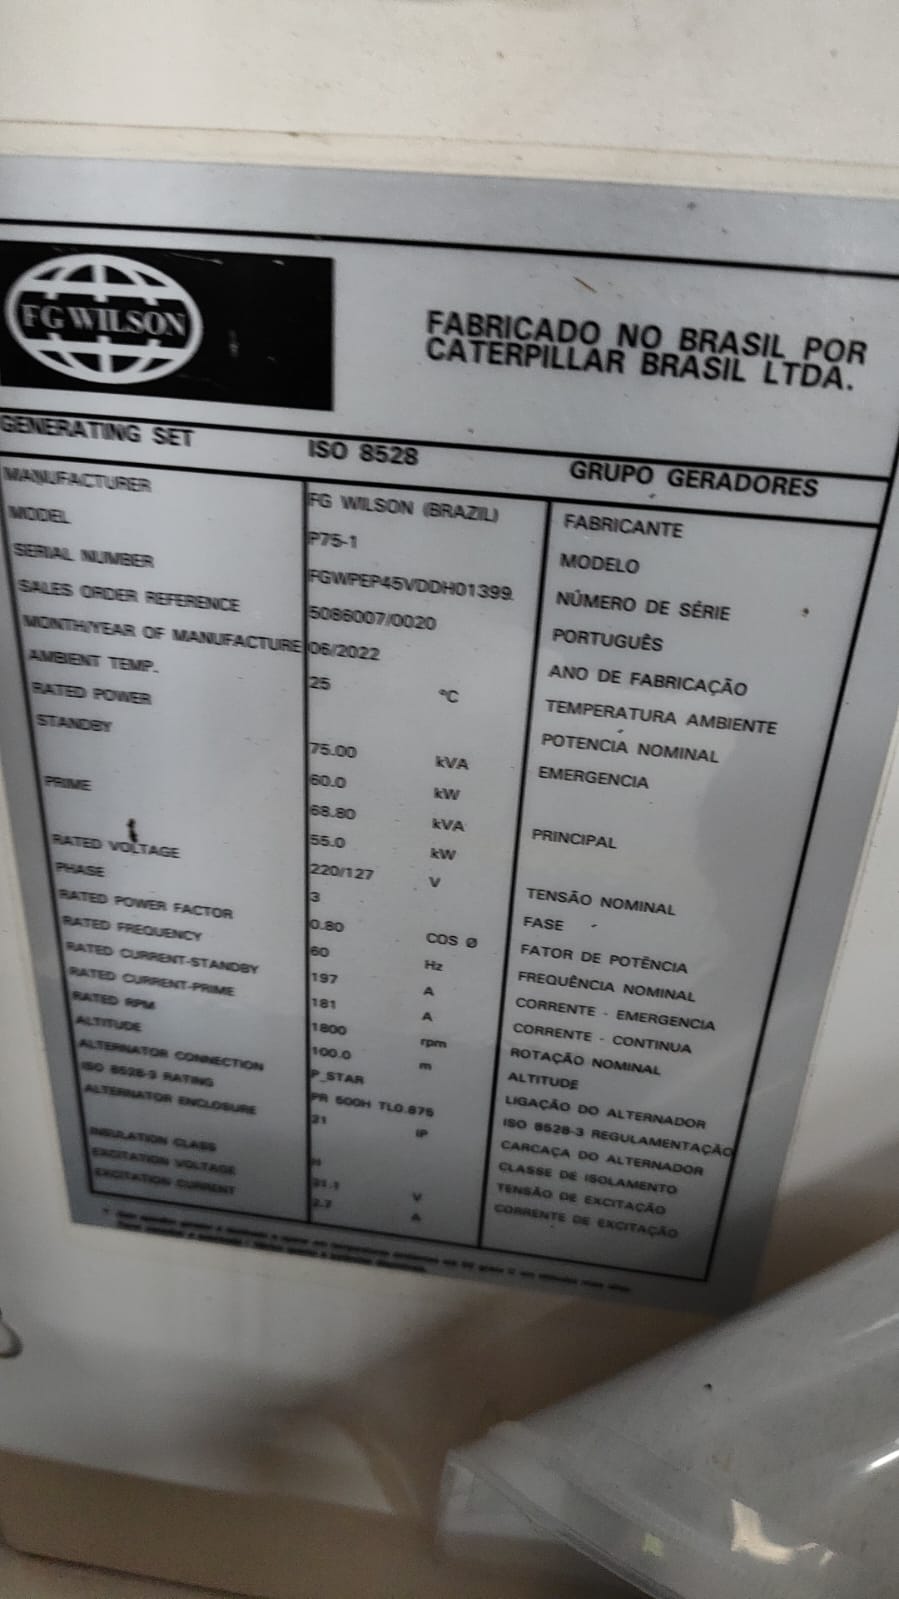 FG WILSON
FABRICADO NO BRASIL POR
CATERPILLAR BRASIL LTDA.
GENERATING SET ISO 8528 GRUPO GERADORES
MANUFACTURER FG WILSON (BRAZIL) FABRICANTE
MODEL P75-1 MODELO
SERIAL NUMBER FGWPEP45VDDH01399. NÚMERO DE SÉRIE
SALES ORDER REFERENCE 5086007/0020 PORTUGUÊS
MONTH/YEAR OF MANUFACTURE 06/2022 ANO DE FABRICAÇÃO
AMBIENT TEMP. 25 °C TEMPERATURA AMBIENTE
RATED POWER POTENCIA NOMINAL
STANDBY 75.00 kVA EMERGENCIA
60.0 kW
PRIME 68.80 kVA PRINCIPAL
55.0 kW
RATED VOLTAGE 220/127 V TENSÃO NOMINAL
PHASE 3 FASE
RATED POWER FACTOR 0.80 COS Ø FATOR DE POTÊNCIA
RATED FREQUENCY 60 Hz FREQUÊNCIA NOMINAL
RATED CURRENT-STANDBY 197 A CORRENTE - EMERGENCIA
RATED CURRENT-PRIME 181 A CORRENTE - CONTINUA
RATED RPM 1800 rpm ROTAÇÃO NOMINAL
ALTITUDE 100.0 m ALTITUDE
ALTERNATOR CONNECTION P_STAR LIGAÇÃO DO ALTERNADOR
ISO 8528-3 RATING PR 500H TL0.875 ISO 8528-3 REGULAMENTAÇÃO
ALTERNATOR ENCLOSURE 21 IP CARCAÇA DO ALTERNADOR
INSULATION CLASS H CLASSE DE ISOLAMENTO
EXCITATION VOLTAGE 31.1 V TENSÃO DE EXCITAÇÃO
EXCITATION CURRENT 2.7 A CORRENTE DE EXCITAÇÃO